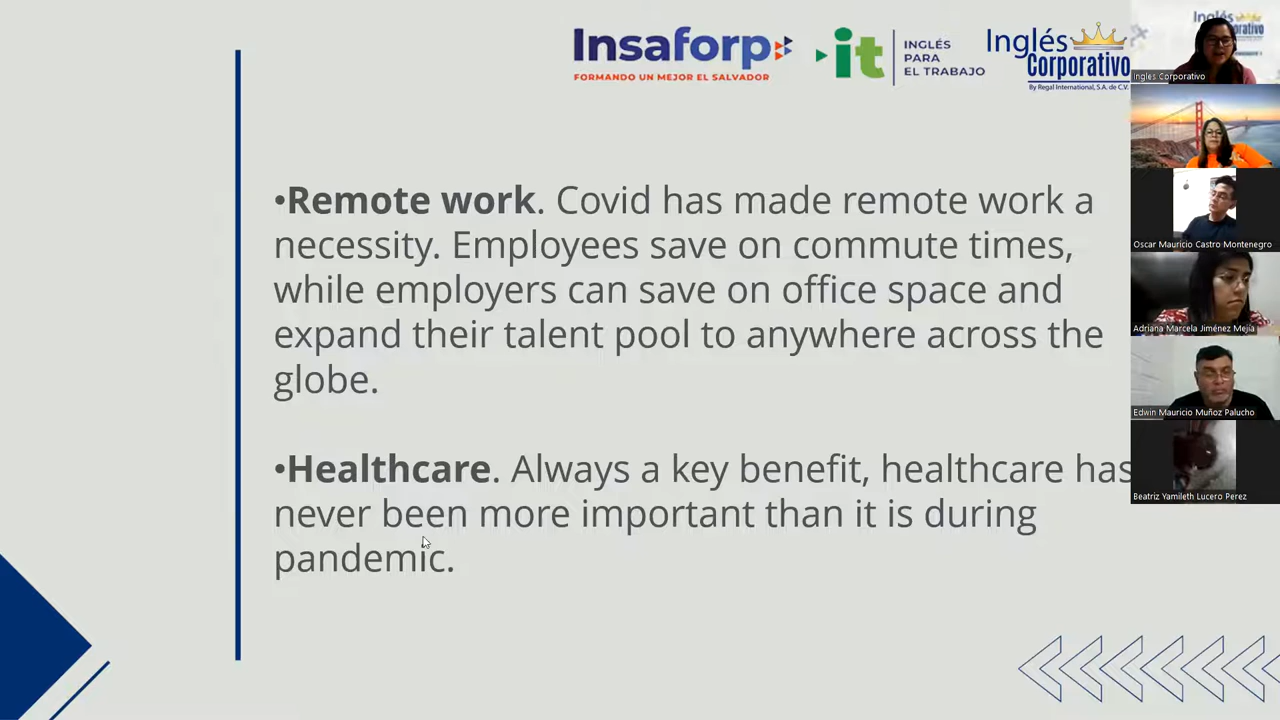 Insaforp
FORMANDO UN MEJOR EL SALVADOR
it
INGLÉS
PARA
EL TRABAJO
Inglés
Corporativo
By Regal International, S.A. de C.V.
•Remote work. Covid has made remote work a
necessity. Employees save on commute times,
while employers can save on office space and
expand their talent pool to anywhere across the
globe.
•Healthcare. Always a key benefit, healthcare has
never been more important than it is during
pandemic.
Inglés
Inglés Corporativo
Oscar Mauricio Castro Montenegro
Adriana Marcela Jiménez Mejía
Edwin Mauricio Muñoz Palucho
Beatriz Yamileth Lucero Perez